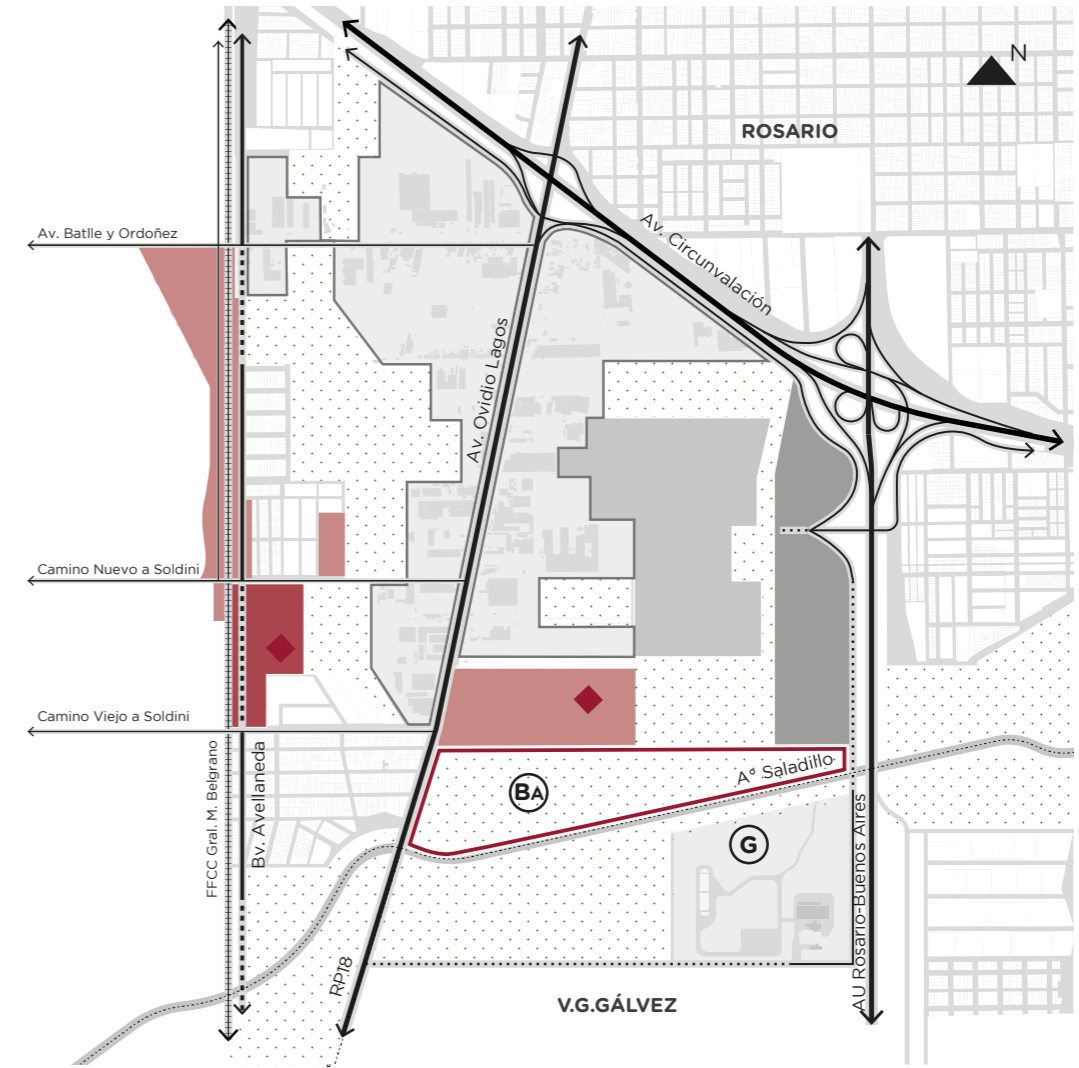 N
ROSARIO
Av. Batlle y Ordoñez
Av. Circunvalación
Av. Ovidio Lagos
Camino Nuevo a Soldini
Camino Viejo a Soldini
Aº Saladillo
BA
G
FFCC Gral. M. Belgrano
Bv. Avellaneda
AU Rosario-Buenos Aires
RP18
V.G.GÁLVEZ